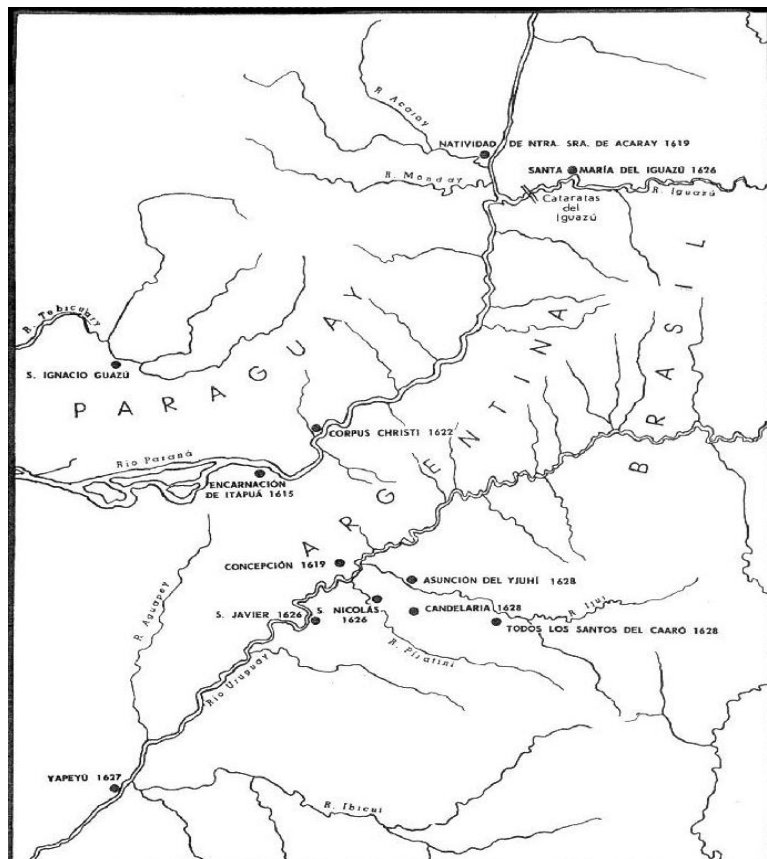 R. Acaray
NATIVIDAD DE NTRA. SRA. DE ACARAY 1619
R. Monday
SANTA MARÍA DEL IGUAZÚ 1626
R. Iguazú
Cataratas
del
Iguazú
R. Tebicuary
S. IGNACIO GUAZÚ
PARAGUAY
ARGENTINA
BRASIL
CORPUS CHRISTI 1622
Río Paraná
ENCARNACIÓN
DE ITAPUÁ 1615
CONCEPCIÓN 1619
ASUNCIÓN DEL YJUHÍ 1628
R. Aguapey
S. JAVIER 1626
S. NICOLÁS
1626
CANDELARIA 1628
R. Ijuí
TODOS LOS SANTOS DEL CAARÓ 1628
R. Piratini
Río Uruguay
YAPEYÚ 1627
R. Ibicuí